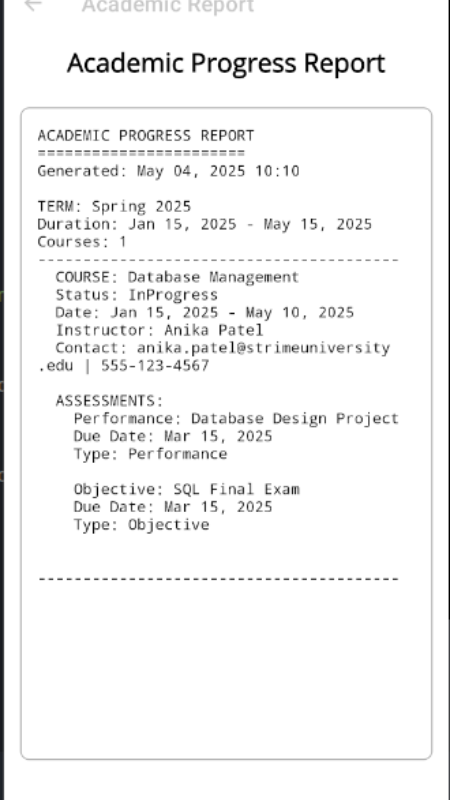 Academic Report
Academic Progress Report
ACADEMIC PROGRESS REPORT
=======================
Generated: May 04, 2025 10:10
TERM: Spring 2025
Duration: Jan 15, 2025 - May 15, 2025
Courses: 1
----------------------------------------
COURSE: Database Management
Status: InProgress
Date: Jan 15, 2025 - May 10, 2025
Instructor: Anika Patel
Contact: anika.patel@strimeuniversity
.edu | 555-123-4567
ASSESSMENTS:
Performance: Database Design Project
Due Date: Mar 15, 2025
Type: Performance
Objective: SQL Final Exam
Due Date: Mar 15, 2025
Type: Objective
----------------------------------------